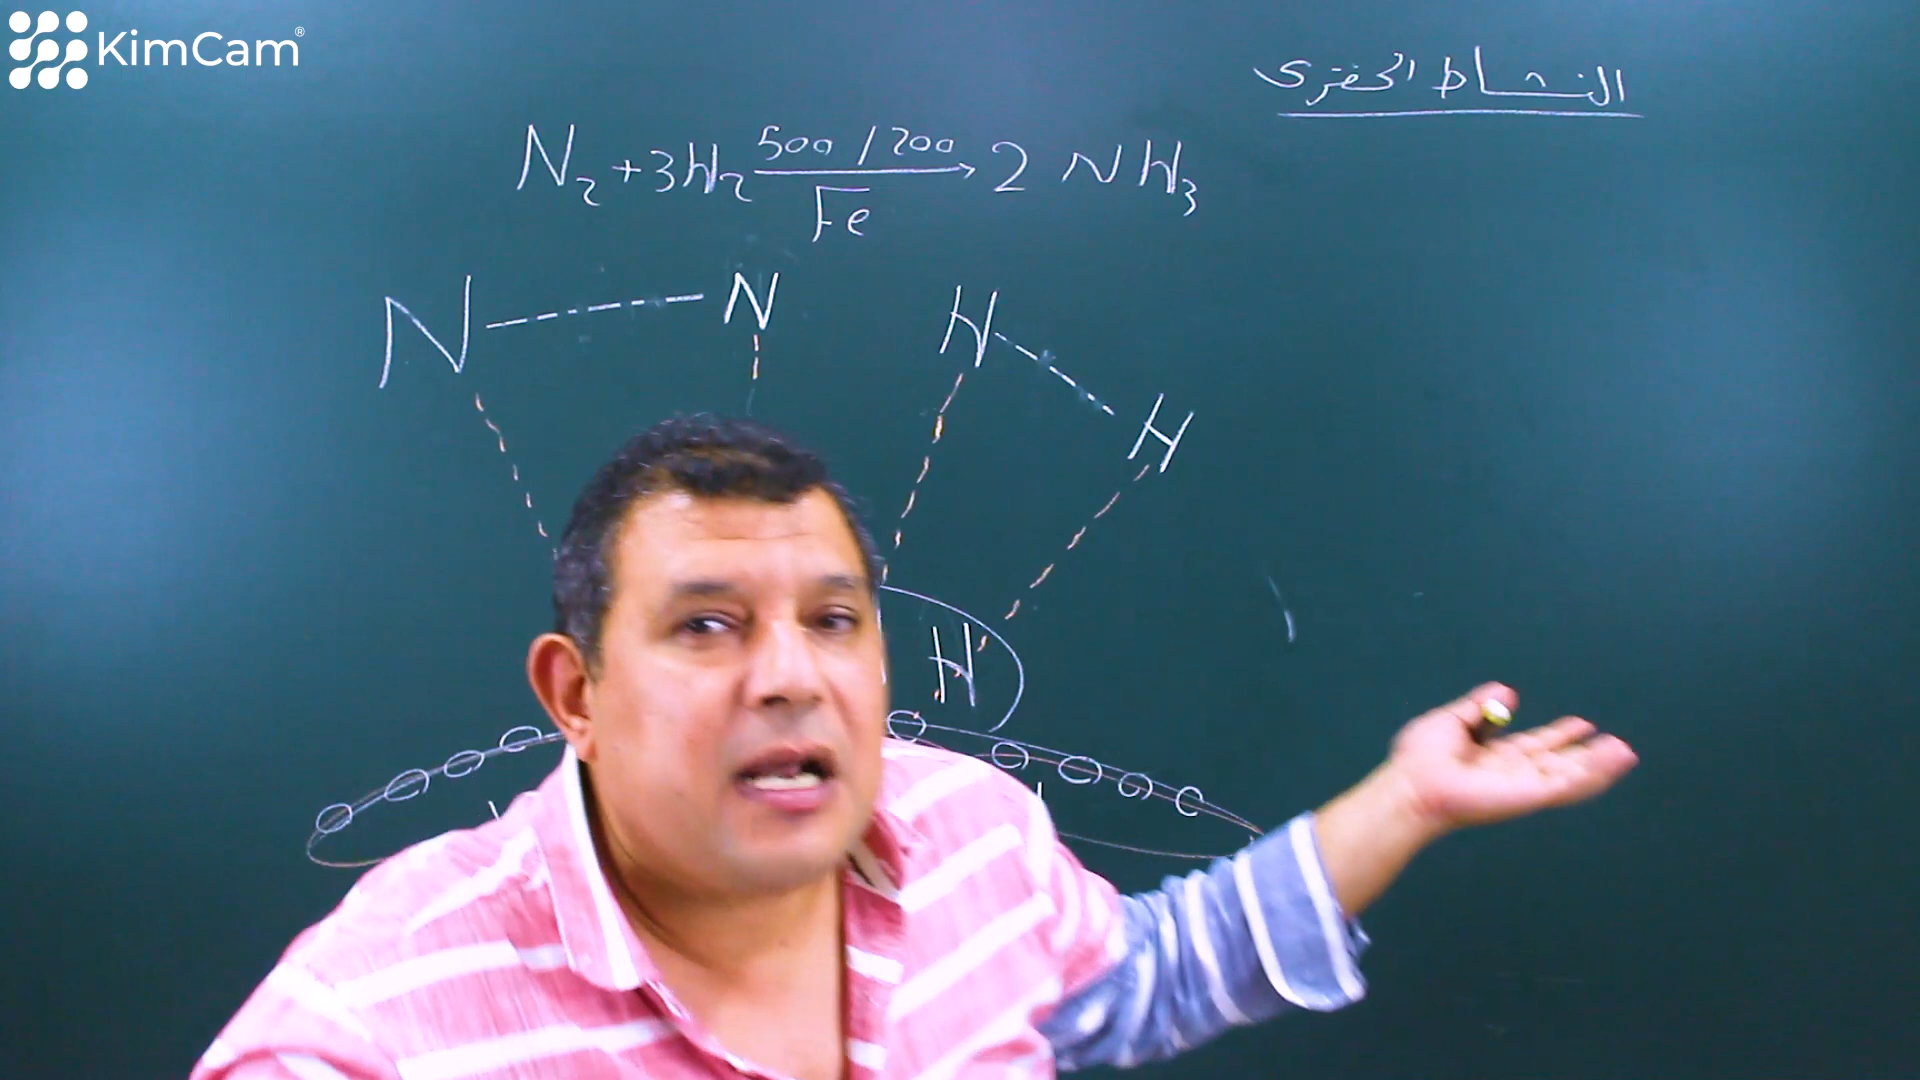 KimCam®
النشاط الحفزى
N₂ + 3H₂ 500 / 200 → 2 NH₃
Fe
N N H
H
H